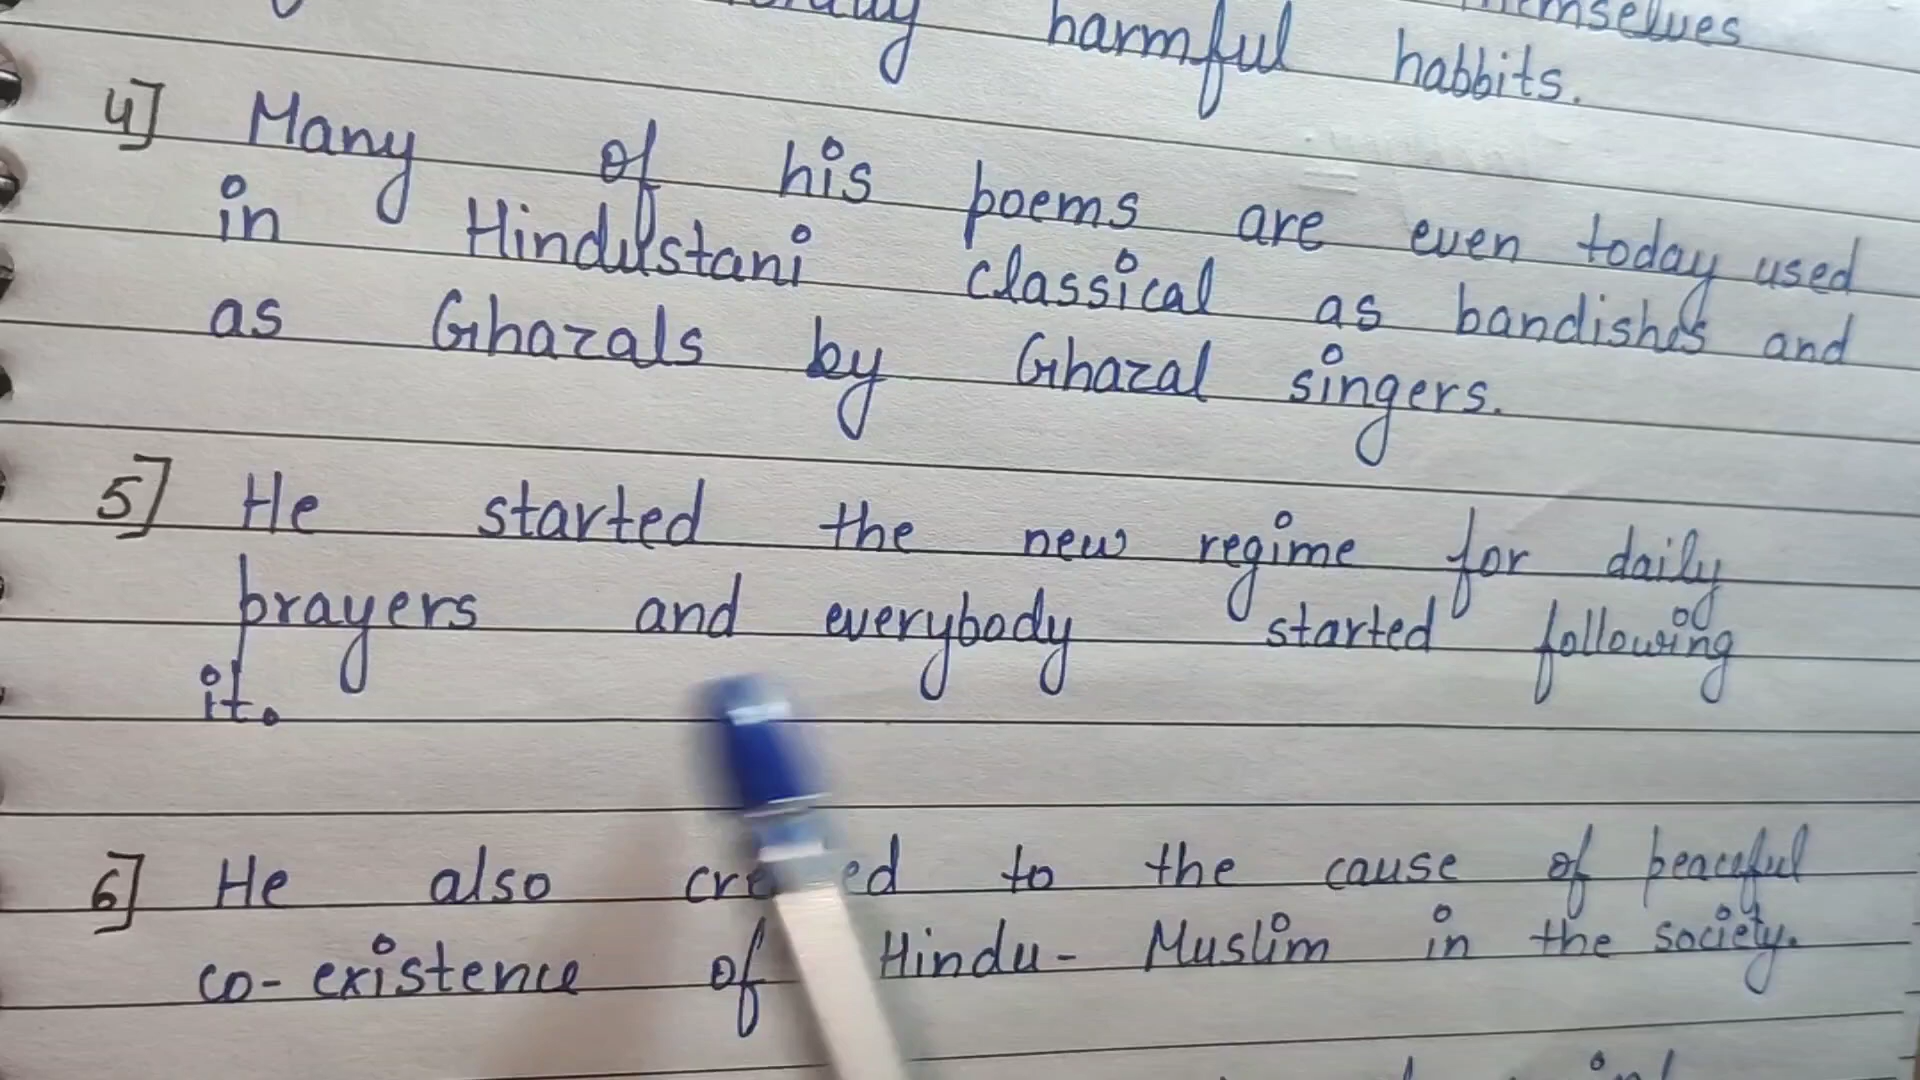 themselves
harmful habbits.
4] Many of his poems are even today used
in Hindustani classical as bandishes and
as Ghazals by Ghazal singers.
5] He started the new regime for daily
prayers and everybody started following
it.
6] He also to the cause of peaceful
co-existence of Hindu- Muslim in the society.